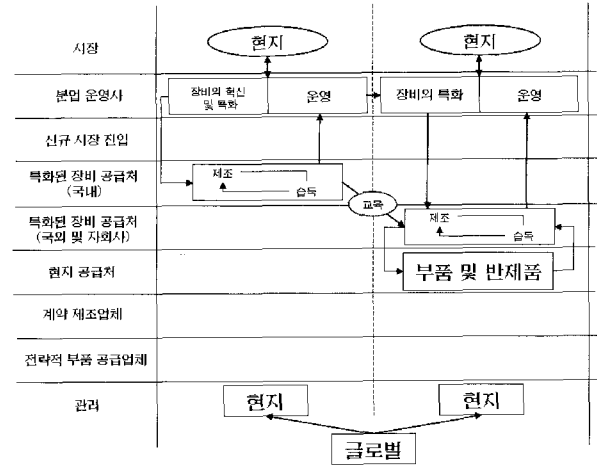 시장
현지
현지
분업 운영사
장비의 혁신
및 특화
운영
장비의 특화
운영
신규 시장 진입
특화된 장비 공급처
(국내)
제조
습득
교육
특화된 장비 공급처
(국외 및 자회사)
제조
습득
현지 공급처
부품 및 반제품
계약 제조업체
전략적 부품 공급업체
관리
현지
현지
글로벌